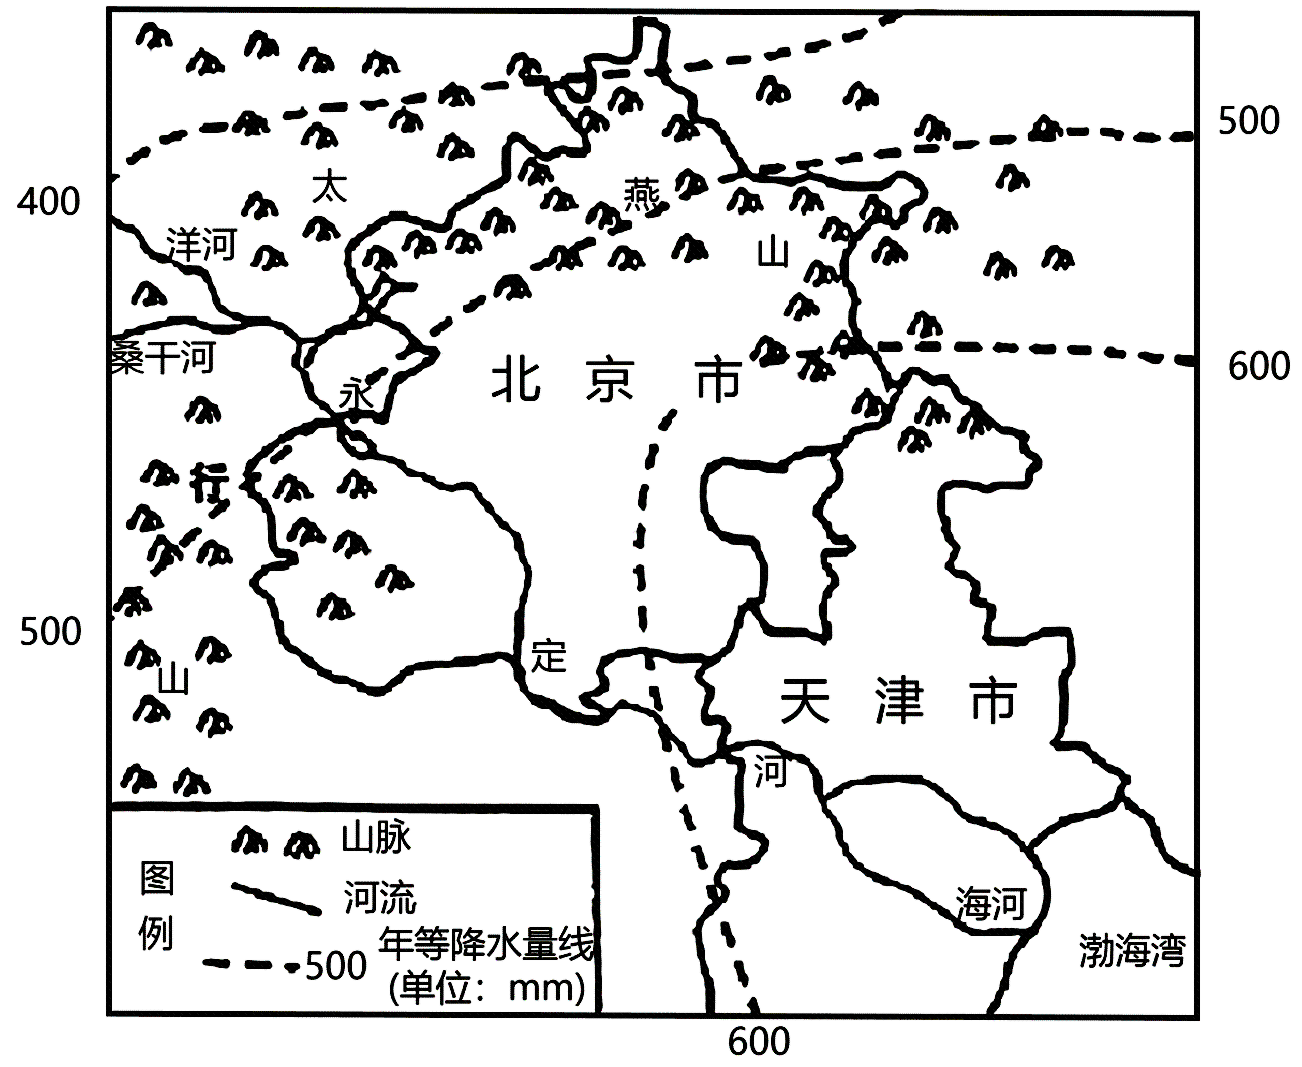 500
400
太
燕
洋河
山
桑干河
600
永
北京市
行
500
定
山
天津市
河
图例
山脉
河流
500 年等降水量线
(单位：mm)
海河
渤海湾
600